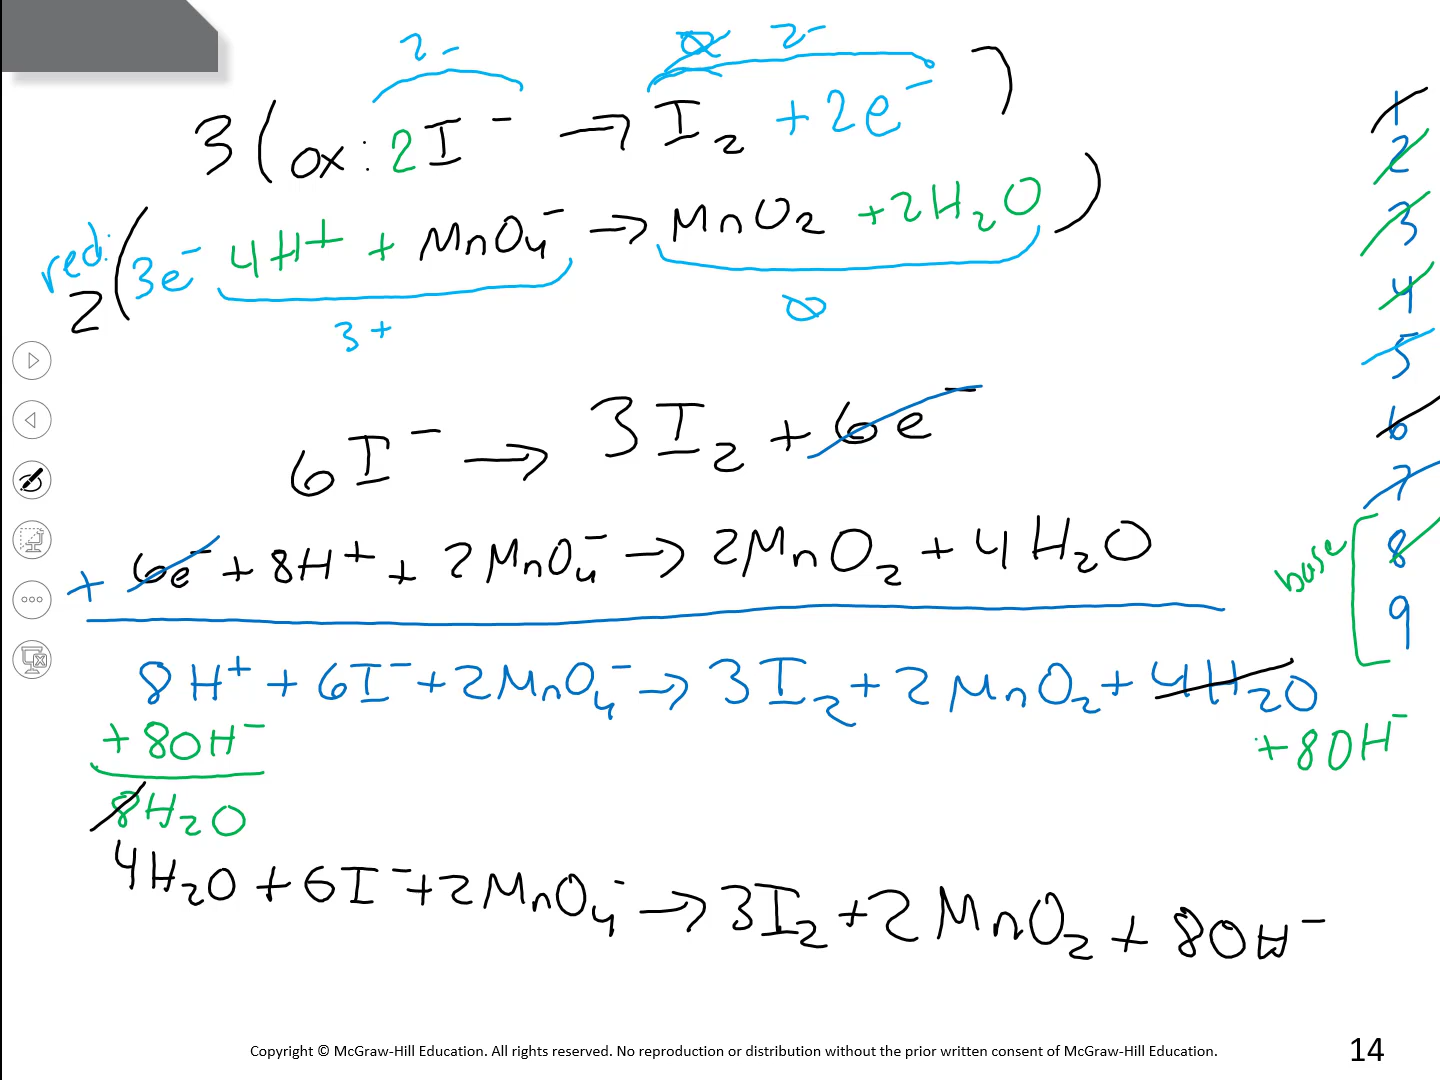 2-
∅ 2-
3(ox: 2I⁻ → I₂ + 2e⁻)
red: 2(3e⁻ 4H⁺ + MnO₄⁻ → MnO₂ + 2H₂O)
3+
∅
6I⁻ → 3I₂ + 6e⁻
+ 6e⁻ + 8H⁺ + 2MnO₄⁻ → 2MnO₂ + 4H₂O
8H⁺ + 6I⁻ + 2MnO₄⁻ → 3I₂ + 2MnO₂ + 4H₂O
+8OH⁻
+8OH⁻
8H₂O
4H₂O + 6I⁻ + 2MnO₄⁻ → 3I₂ + 2MnO₂ + 8OH⁻
1
2
3
4
5
6
7
base
8
9
Copyright © McGraw-Hill Education. All rights reserved. No reproduction or distribution without the prior written consent of McGraw-Hill Education.
14